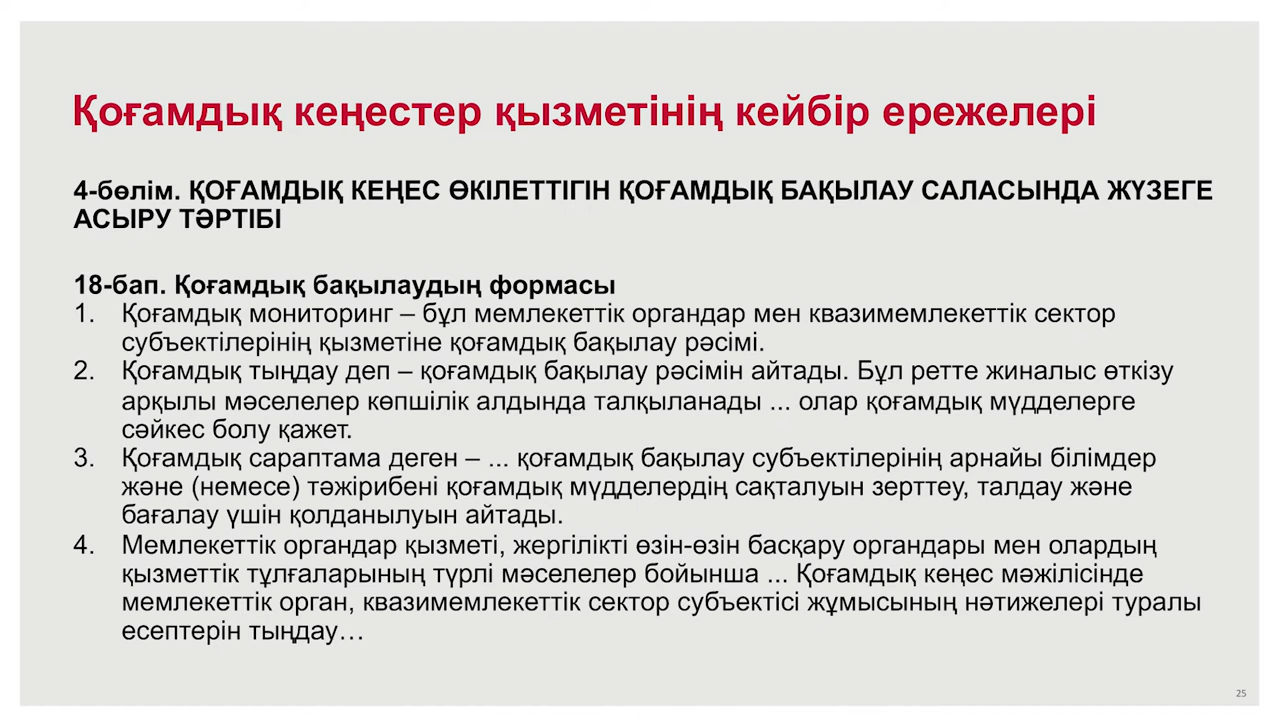 Қоғамдық кеңестер қызметінің кейбір ережелері
4-бөлім. ҚОҒАМДЫҚ КЕҢЕС ӨКІЛЕТТІГІН ҚОҒАМДЫҚ БАҚЫЛАУ САЛАСЫНДА ЖҮЗЕГЕ
АСЫРУ ТӘРТІБІ
18-бап. Қоғамдық бақылаудың формасы
1. Қоғамдық мониторинг – бұл мемлекеттік органдар мен квазимемлекеттік сектор
субъектілерінің қызметіне қоғамдық бақылау рәсімі.
2. Қоғамдық тыңдау деп – қоғамдық бақылау рәсімін айтады. Бұл ретте жиналыс өткізу
арқылы мәселелер көпшілік алдында талқыланады ... олар қоғамдық мүдделерге
сәйкес болу қажет.
3. Қоғамдық сараптама деген – ... қоғамдық бақылау субъектілерінің арнайы білімдер
және (немесе) тәжірибені қоғамдық мүдделердің сақталуын зерттеу, талдау және
бағалау үшін қолданылуын айтады.
4. Мемлекеттік органдар қызметі, жергілікті өзін-өзін басқару органдары мен олардың
қызметтік тұлғаларының түрлі мәселелер бойынша ... Қоғамдық кеңес мәжілісінде
мемлекеттік орган, квазимемлекеттік сектор субъектісі жұмысының нәтижелері туралы
есептерін тыңдау…
25